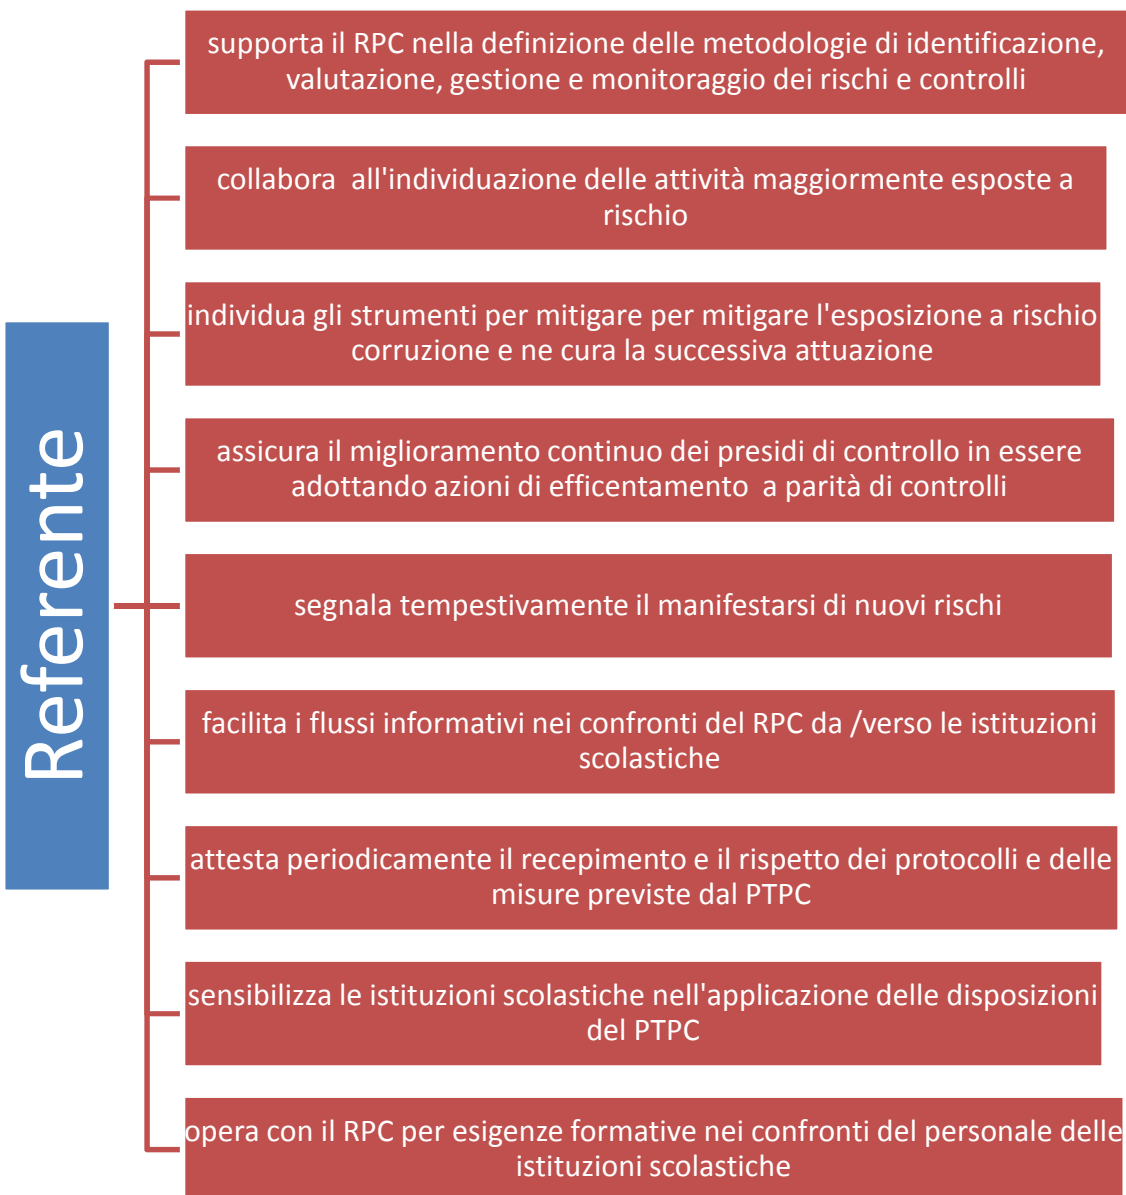 Referente
supporta il RPC nella definizione delle metodologie di identificazione,
valutazione, gestione e monitoraggio dei rischi e controlli
collabora  all'individuazione delle attività maggiormente esposte a
rischio
individua gli strumenti per mitigare per mitigare l'esposizione a rischio
corruzione e ne cura la successiva attuazione
assicura il miglioramento continuo dei presidi di controllo in essere
adottando azioni di efficentamento  a parità di controlli
segnala tempestivamente il manifestarsi di nuovi rischi
facilita i flussi informativi nei confronti del RPC da /verso le istituzioni
scolastiche
attesta periodicamente il recepimento e il rispetto dei protocolli e delle
misure previste dal PTPC
sensibilizza le istituzioni scolastiche nell'applicazione delle disposizioni
del PTPC
opera con il RPC per esigenze formative nei confronti del personale delle
istituzioni scolastiche